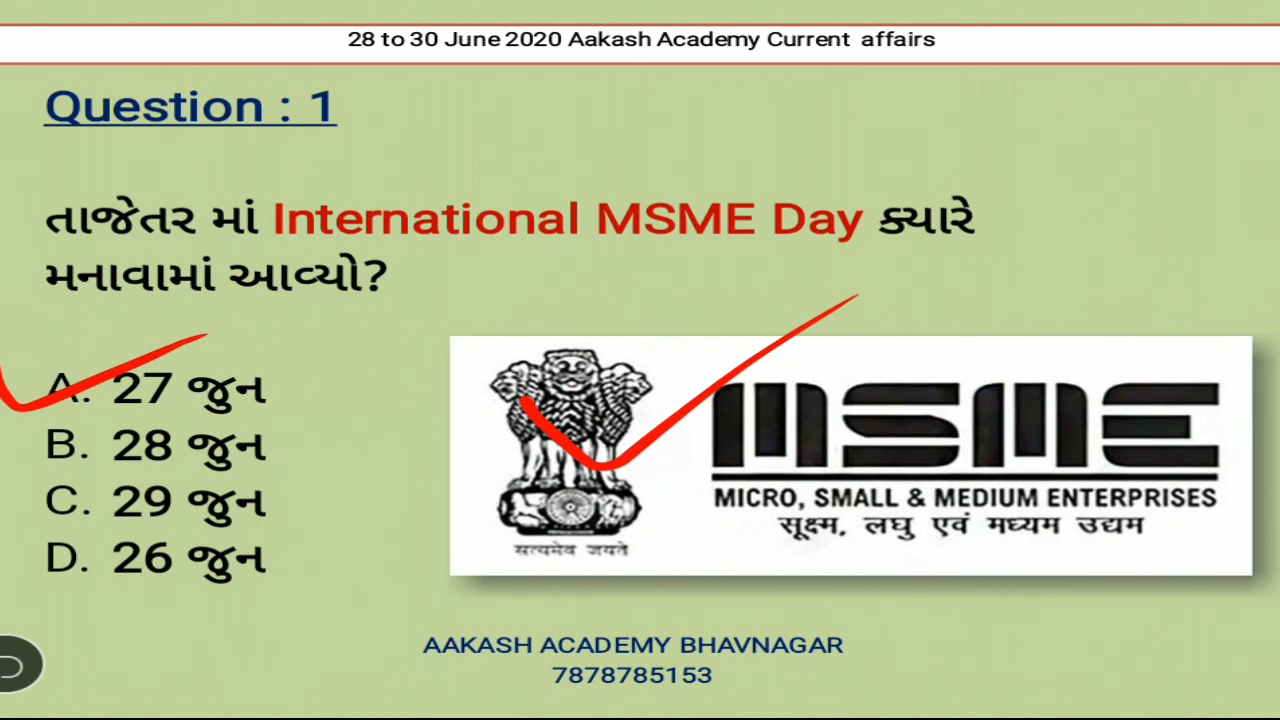 28 to 30 June 2020 Aakash Academy Current affairs
Question : 1
તાજેતર માં International MSME Day ક્યારે
મનાવામાં આવ્યો?
A. 27 જુન
B. 28 જુન
C. 29 જુન
D. 26 જુન
MSME
MICRO, SMALL & MEDIUM ENTERPRISES
सूक्ष्म, लघु एवं मध्यम उद्यम
सत्यमेव जयते
AAKASH ACADEMY BHAVNAGAR
7878785153